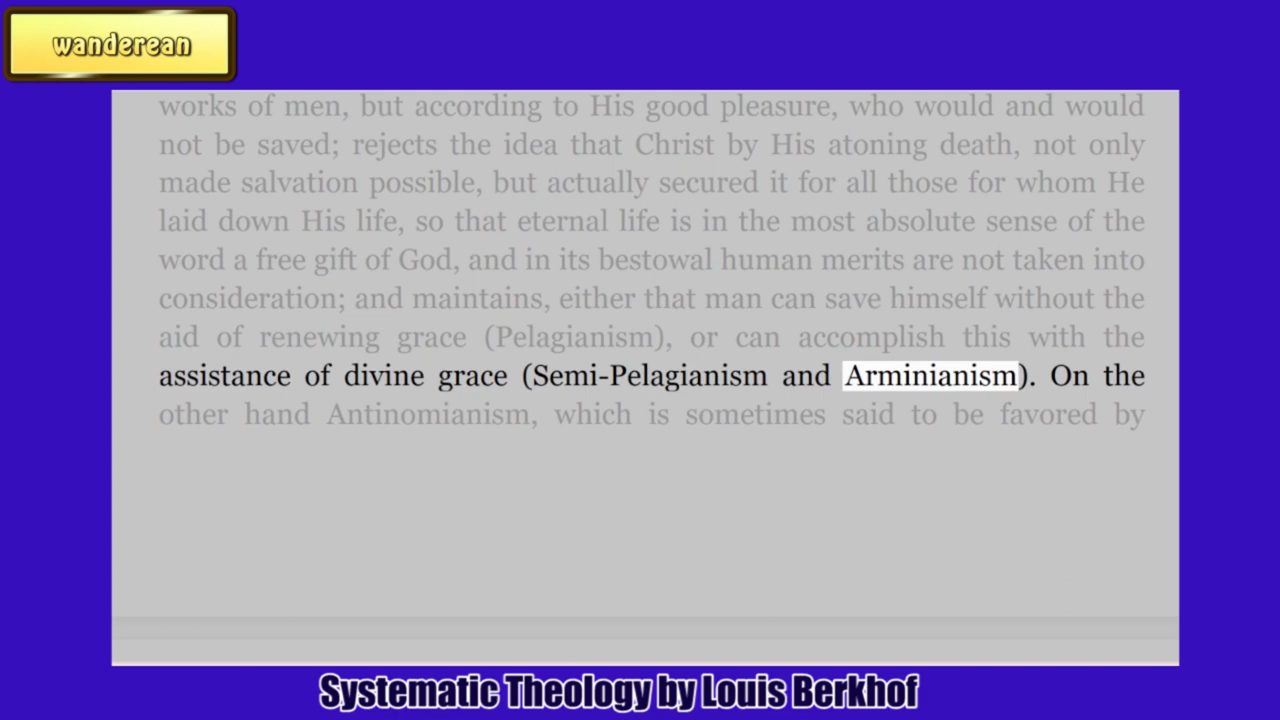 wanderean
works of men, but according to His good pleasure, who would and would
not be saved; rejects the idea that Christ by His atoning death, not only
made salvation possible, but actually secured it for all those for whom He
laid down His life, so that eternal life is in the most absolute sense of the
word a free gift of God, and in its bestowal human merits are not taken into
consideration; and maintains, either that man can save himself without the
aid of renewing grace (Pelagianism), or can accomplish this with the
assistance of divine grace (Semi-Pelagianism and Arminianism). On the
other hand Antinomianism, which is sometimes said to be favored by
Systematic Theology by Louis Berkhof